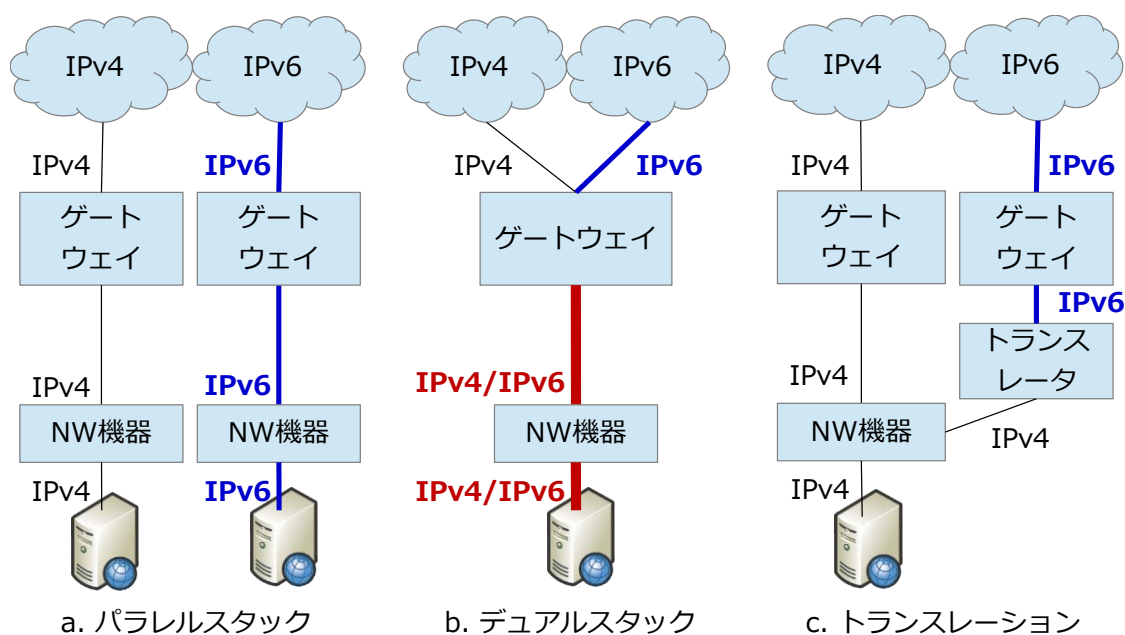 IPv4
IPv6
IPv4
IPv6
ゲート
ウェイ
ゲート
ウェイ
IPv4
IPv6
NW機器
NW機器
IPv4
IPv6
a. パラレルスタック
IPv4
IPv6
IPv4
IPv6
ゲートウェイ
IPv4/IPv6
NW機器
IPv4/IPv6
b. デュアルスタック
IPv4
IPv6
IPv4
IPv6
ゲート
ウェイ
ゲート
ウェイ
IPv6
トランス
レータ
IPv4
NW機器
IPv4
IPv4
c. トランスレーション